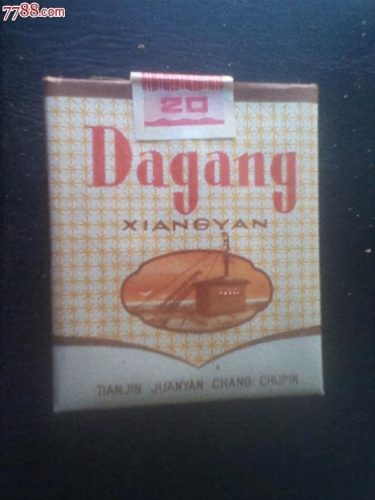 7788.com
20
Dagang
XIANGYAN
TIANJIN JUANYAN CHANG CHUPIN